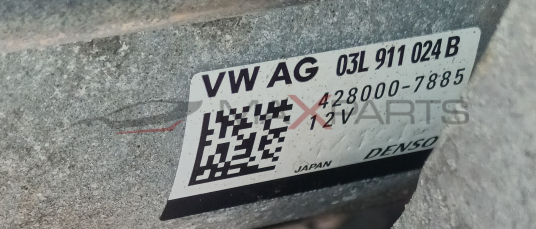 VW AG 03L 911 024 B
428000-7885
12V
JAPAN DENSO